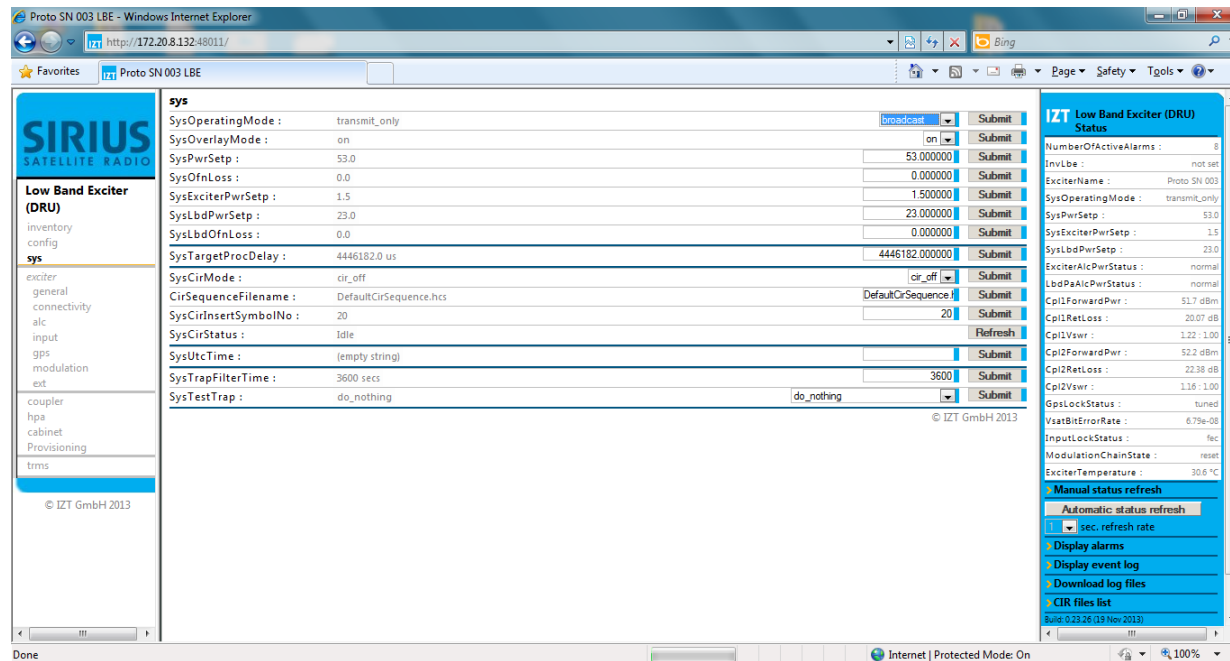 Proto SN 003 LBE - Windows Internet Explorer
http://172.20.8.132:48011/
Bing
Favorites
Proto SN 003 LBE
Page Safety Tools
SIRIUS
SATELLITE RADIO
Low Band Exciter
(DRU)
inventory
config
sys
exciter
general
connectivity
alc
input
gps
modulation
ext
coupler
hpa
cabinet
Provisioning
trms
© IZT GmbH 2013
sys
SysOperatingMode : transmit_only broadcast Submit
SysOverlayMode : on on Submit
SysPwrSetp : 53.0 53.000000 Submit
SysOfnLoss : 0.0 0.000000 Submit
SysExciterPwrSetp : 1.5 1.500000 Submit
SysLbdPwrSetp : 23.0 23.000000 Submit
SysLbdOfnLoss : 0.0 0.000000 Submit
SysTargetProcDelay : 4446182.0 us 4446182.000000 Submit
SysCirMode : cir_off cir_off Submit
CirSequenceFilename : DefaultCirSequence.hcs DefaultCirSequence.h Submit
SysCirInsertSymbolNo : 20 20 Submit
SysCirStatus : Idle Refresh
SysUtcTime : (empty string) Submit
SysTrapFilterTime : 3600 secs 3600 Submit
SysTestTrap : do_nothing do_nothing Submit
© IZT GmbH 2013
IZT Low Band Exciter (DRU)
Status
NumberOfActiveAlarms : 8
InvLbe : not set
ExciterName : Proto SN 003
SysOperatingMode : transmit_only
SysPwrSetp : 53.0
SysExciterPwrSetp : 1.5
SysLbdPwrSetp : 23.0
ExciterAlcPwrStatus : normal
LbdPaAlcPwrStatus : normal
Cpl1ForwardPwr : 51.7 dBm
Cpl1RetLoss : 20.07 dB
Cpl1Vswr : 1.22 : 1.00
Cpl2ForwardPwr : 52.2 dBm
Cpl2RetLoss : 22.38 dB
Cpl2Vswr : 1.16 : 1.00
GpsLockStatus : tuned
VsatBitErrorRate : 6.79e-08
InputLockStatus : fec
ModulationChainState : reset
ExciterTemperature : 30.6 °C
Manual status refresh
Automatic status refresh
1 sec. refresh rate
Display alarms
Display event log
Download log files
CIR files list
Build: 0.23.26 (19 Nov 2013)
Done
Internet | Protected Mode: On
100%